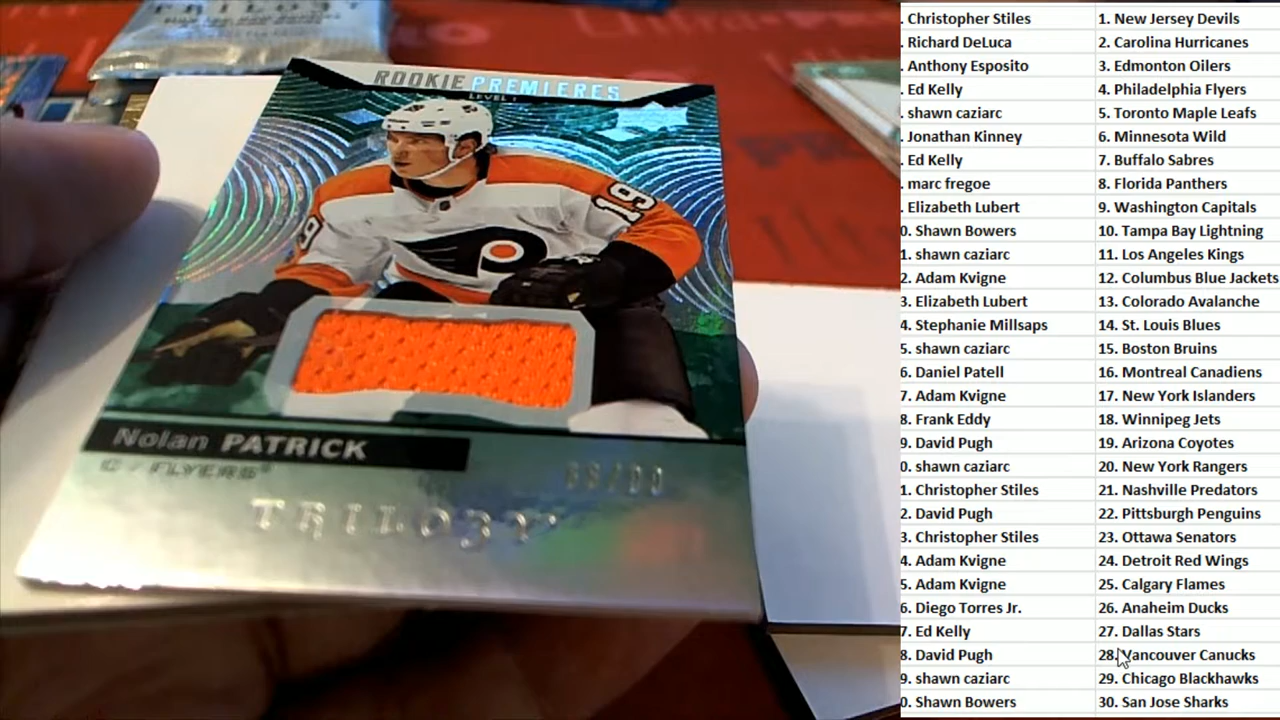 ROOKIE PREMIERES
LEVEL 1
19
Nolan PATRICK
C / FLYERS
TRILOGY
. Christopher Stiles 1. New Jersey Devils
. Richard DeLuca 2. Carolina Hurricanes
. Anthony Esposito 3. Edmonton Oilers
. Ed Kelly 4. Philadelphia Flyers
. shawn caziarc 5. Toronto Maple Leafs
. Jonathan Kinney 6. Minnesota Wild
. Ed Kelly 7. Buffalo Sabres
. marc fregoe 8. Florida Panthers
. Elizabeth Lubert 9. Washington Capitals
0. Shawn Bowers 10. Tampa Bay Lightning
1. shawn caziarc 11. Los Angeles Kings
2. Adam Kvigne 12. Columbus Blue Jackets
3. Elizabeth Lubert 13. Colorado Avalanche
4. Stephanie Millsaps 14. St. Louis Blues
5. shawn caziarc 15. Boston Bruins
6. Daniel Patell 16. Montreal Canadiens
7. Adam Kvigne 17. New York Islanders
8. Frank Eddy 18. Winnipeg Jets
9. David Pugh 19. Arizona Coyotes
0. shawn caziarc 20. New York Rangers
1. Christopher Stiles 21. Nashville Predators
2. David Pugh 22. Pittsburgh Penguins
3. Christopher Stiles 23. Ottawa Senators
4. Adam Kvigne 24. Detroit Red Wings
5. Adam Kvigne 25. Calgary Flames
6. Diego Torres Jr. 26. Anaheim Ducks
7. Ed Kelly 27. Dallas Stars
8. David Pugh 28. Vancouver Canucks
9. shawn caziarc 29. Chicago Blackhawks
0. Shawn Bowers 30. San Jose Sharks